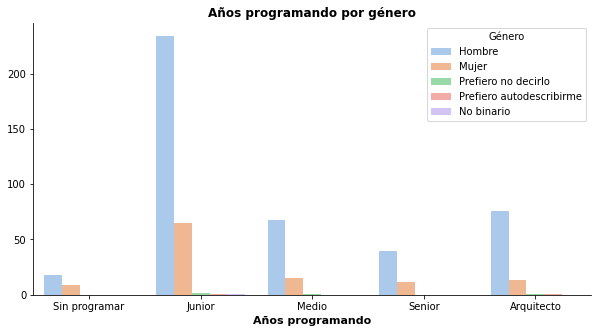 Años programando por género
Género
Hombre
Mujer
Prefiero no decirlo
Prefiero autodescribirme
No binario
200
150
100
50
0
Sin programar
Junior
Medio
Senior
Arquitecto
Años programando